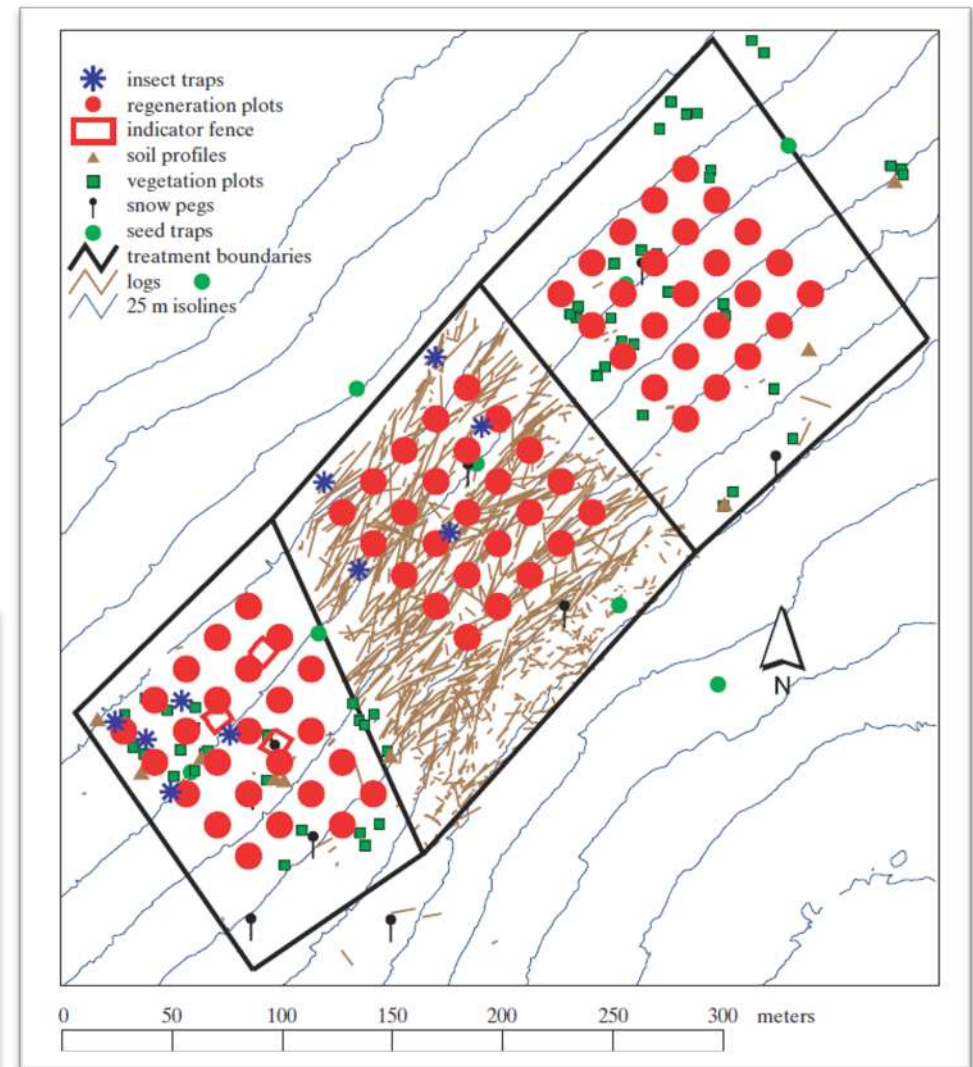 insect traps
regeneration plots
indicator fence
soil profiles
vegetation plots
snow pegs
seed traps
treatment boundaries
logs
25 m isolines
N
0 50 100 150 200 250 300 meters